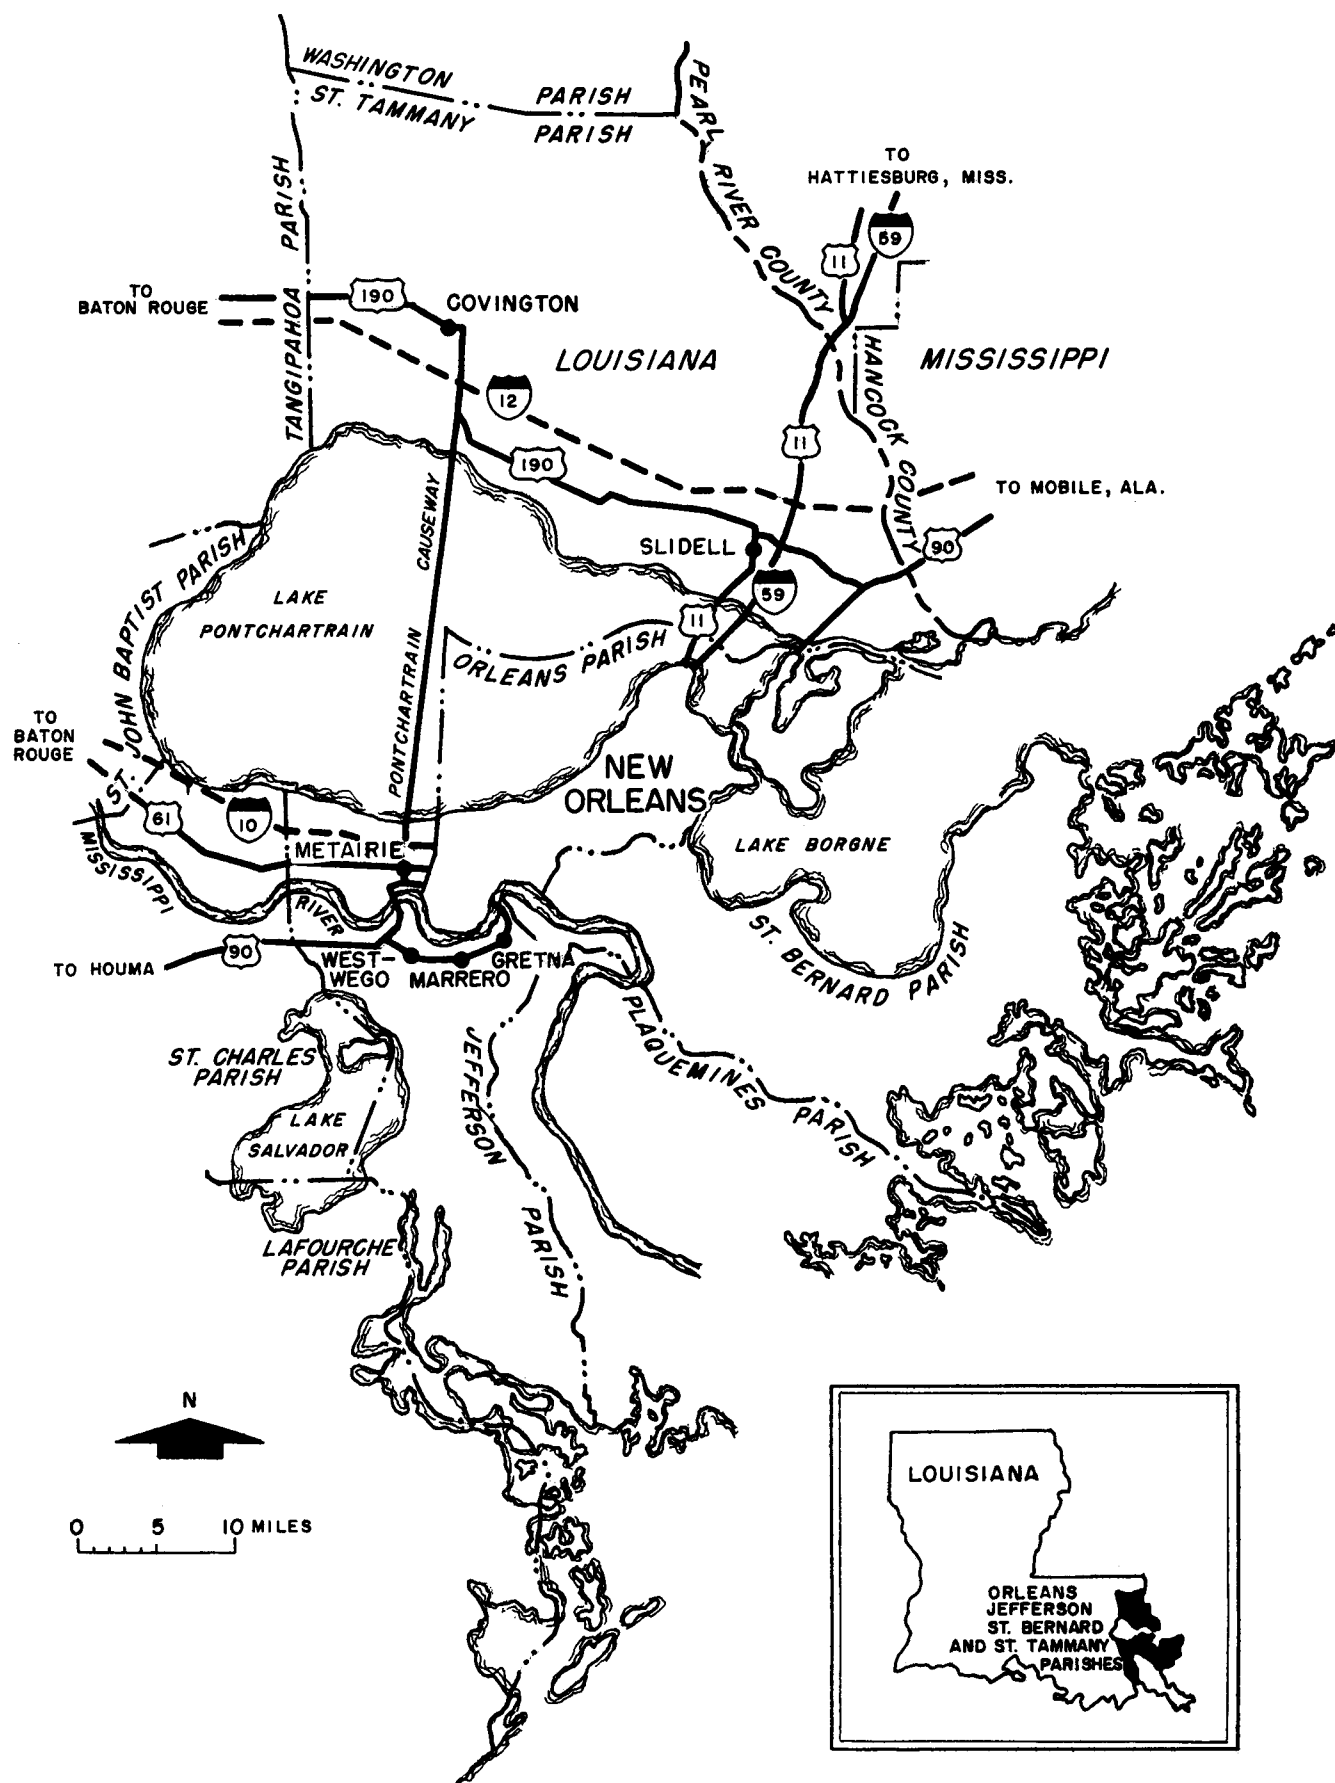 WASHINGTON PARISH
ST. TAMMANY PARISH
PEARL RIVER COUNTY
TO
HATTIESBURG, MISS.
59
11
TANGIPAHOA PARISH
TO
BATON ROUGE
190
COVINGTON
LOUISIANA
MISSISSIPPI
HANCOCK COUNTY
12
11
190
TO MOBILE, ALA.
90
SLIDELL
59
11
PONTCHARTRAIN CAUSEWAY
LAKE
PONTCHARTRAIN
ORLEANS PARISH
ST. JOHN BAPTIST PARISH
TO
BATON
ROUGE
61
10
NEW
ORLEANS
METAIRIE
LAKE BORGNE
MISSISSIPPI RIVER
90
TO HOUMA
WEST-
WEGO
MARRERO
GRETNA
ST. BERNARD PARISH
PLAQUEMINES PARISH
JEFFERSON PARISH
ST. CHARLES
PARISH
LAKE
SALVADOR
LAFOURCHE
PARISH
N
0 5 10 MILES
LOUISIANA
ORLEANS
JEFFERSON
ST. BERNARD
AND ST. TAMMANY
PARISHES